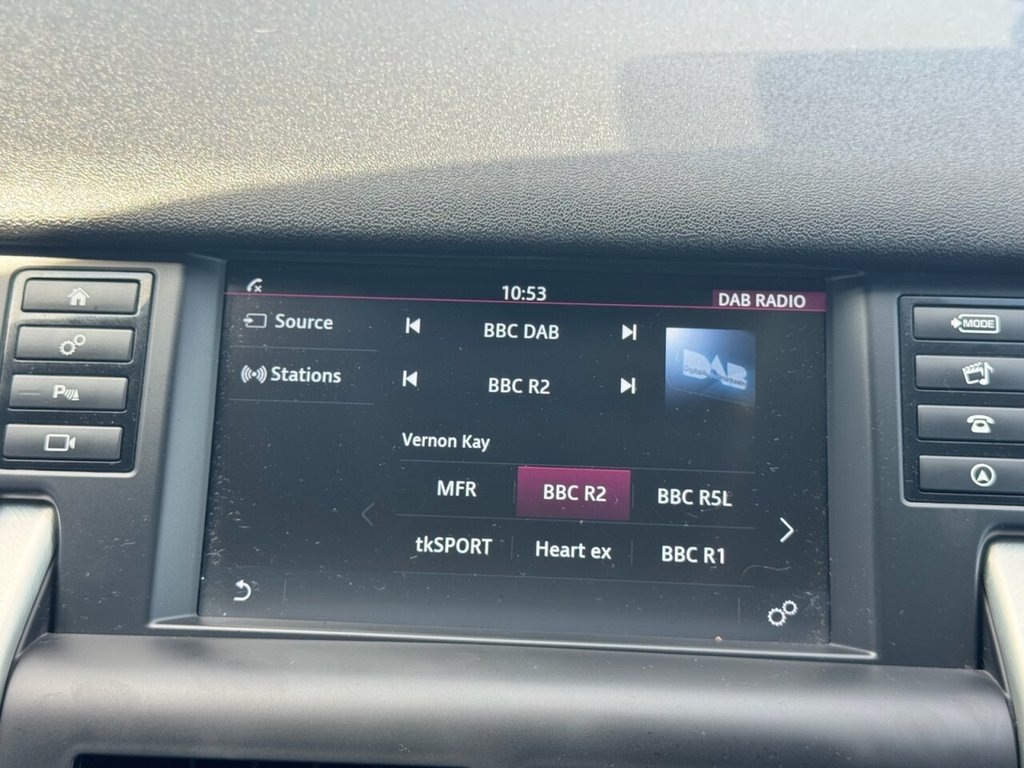 10:53
DAB RADIO
Source
BBC DAB
Stations
BBC R2
DAB
Vernon Kay
MFR
BBC R2
BBC R5L
tkSPORT
Heart ex
BBC R1
P
MODE